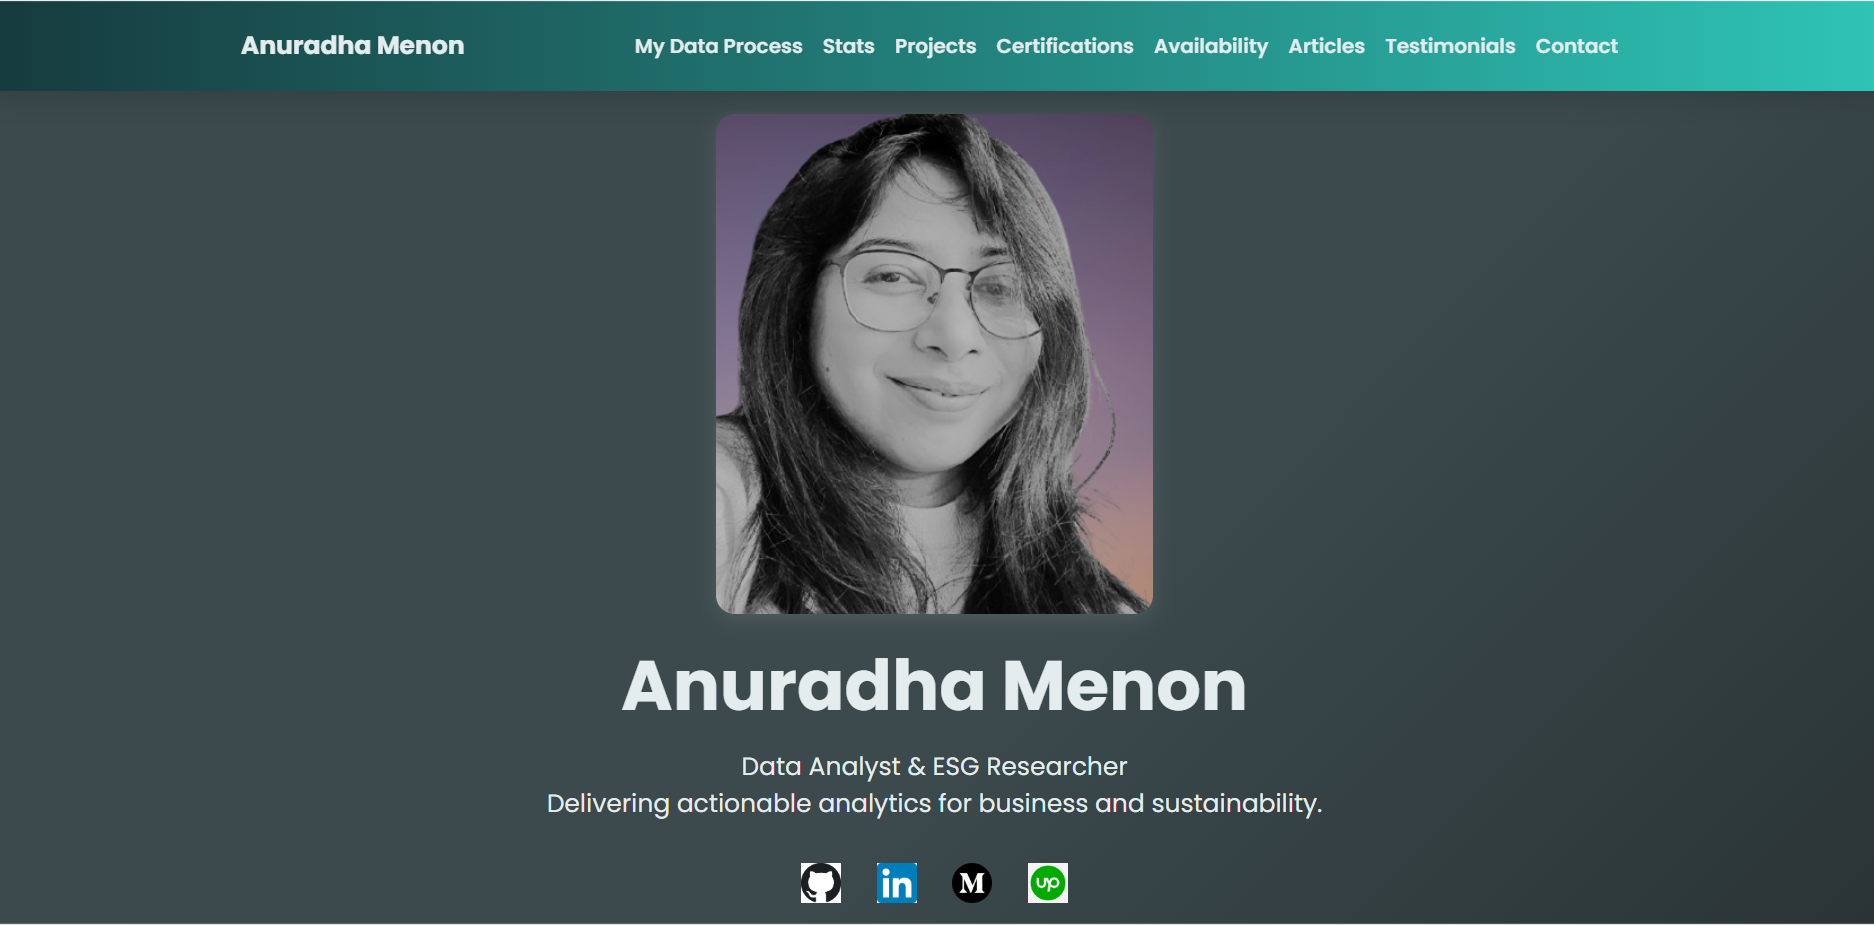 Anuradha Menon
My Data Process Stats Projects Certifications Availability Articles Testimonials Contact
Anuradha Menon
Data Analyst & ESG Researcher
Delivering actionable analytics for business and sustainability.
in M up